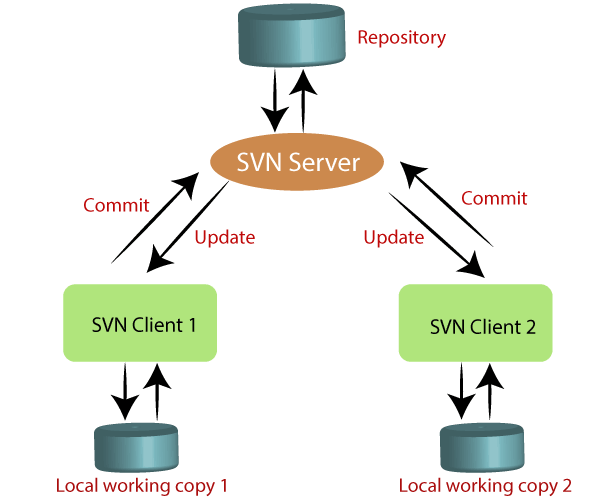 Repository
SVN Server
Commit
Commit
Update
Update
SVN Client 1
SVN Client 2
Local working copy 1
Local working copy 2